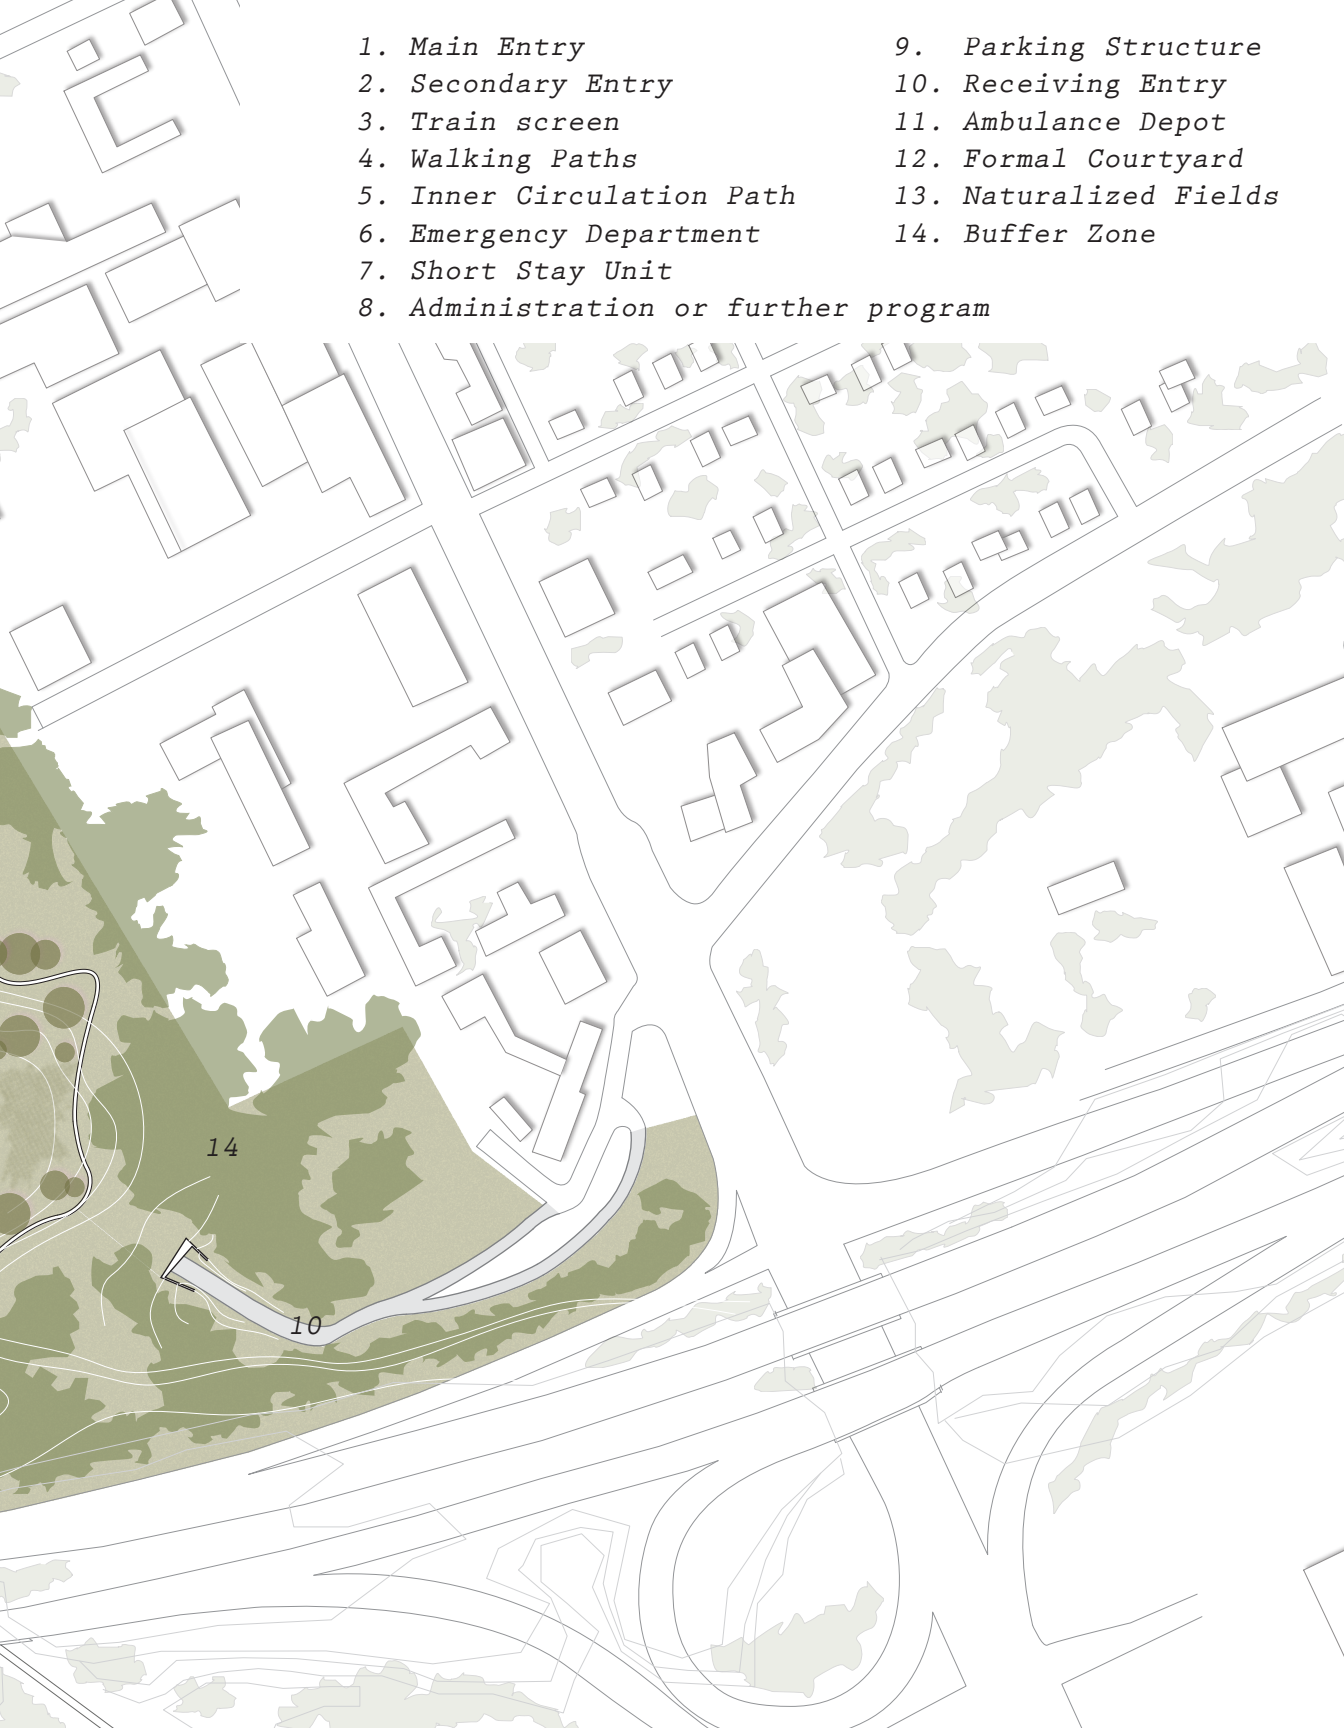 1. Main Entry
2. Secondary Entry
3. Train screen
4. Walking Paths
5. Inner Circulation Path
6. Emergency Department
7. Short Stay Unit
8. Administration or further program
9. Parking Structure
10. Receiving Entry
11. Ambulance Depot
12. Formal Courtyard
13. Naturalized Fields
14. Buffer Zone
14
10